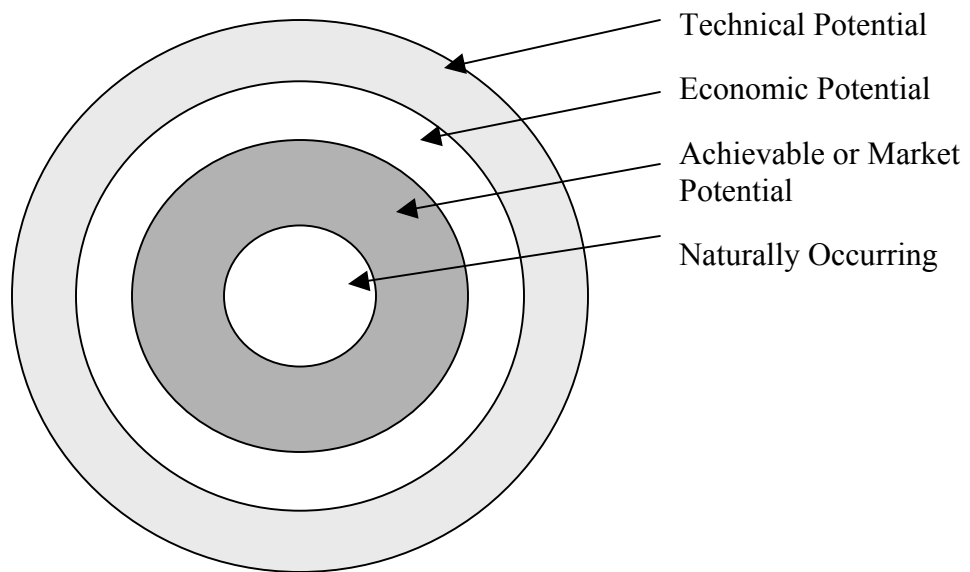 Technical Potential
Economic Potential
Achievable or Market
Potential
Naturally Occurring